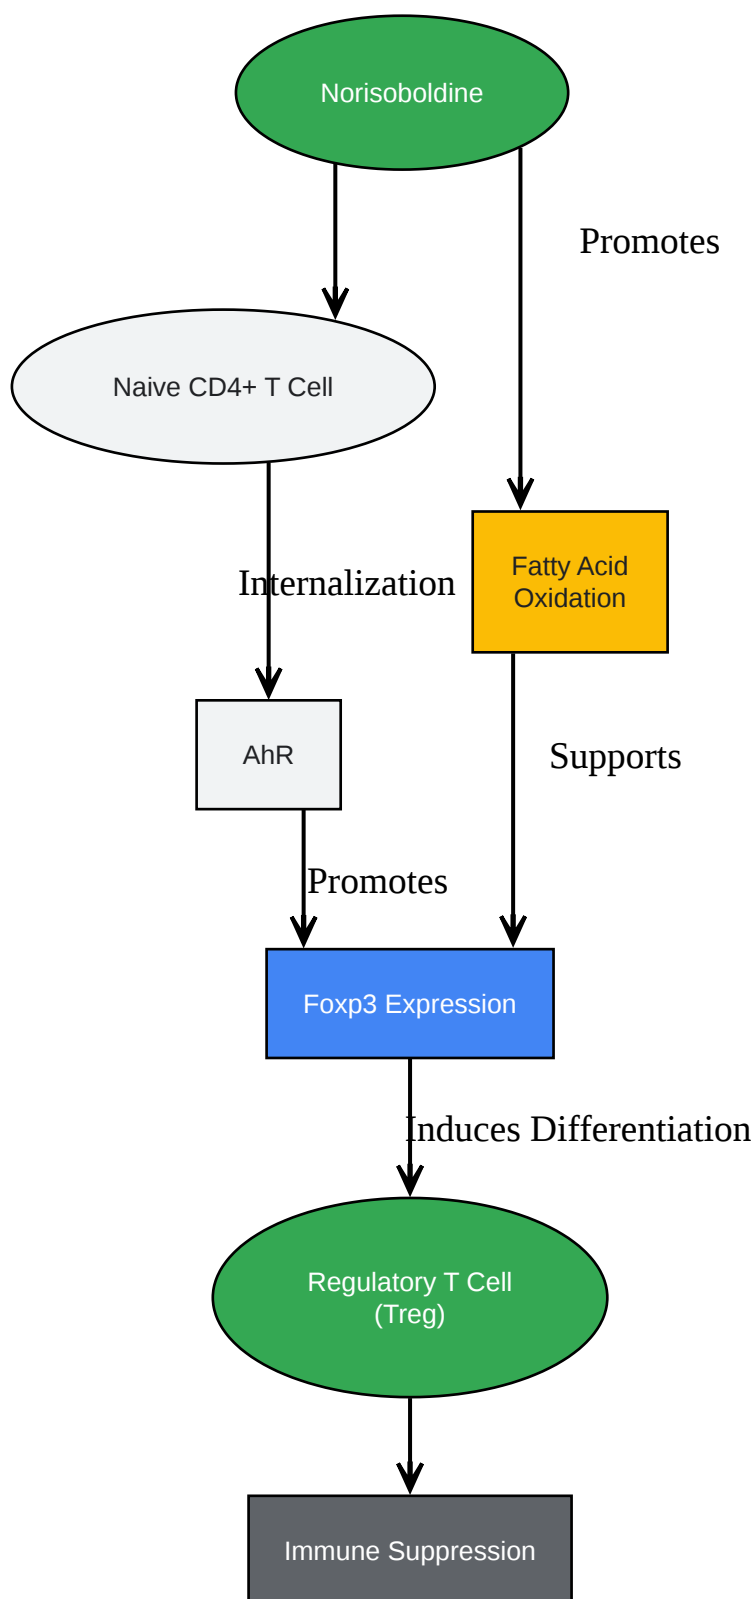 Norisoboldine
Promotes
Naive CD4+ T Cell
Fatty Acid
Oxidation
Internalization
AhR
Supports
Promotes
Foxp3 Expression
Induces Differentiation
Regulatory T Cell
(Treg)
Immune Suppression